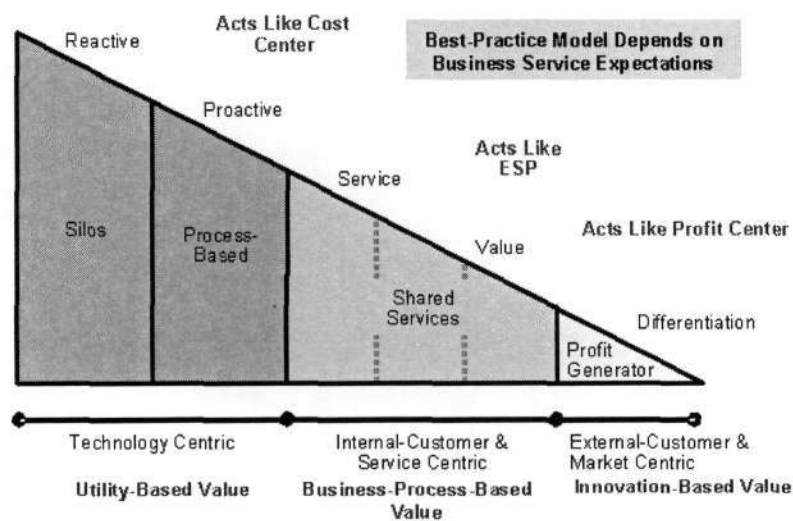 Reactive
Acts Like Cost
Center
Best-Practice Model Depends on
Business Service Expectations
Proactive
Acts Like
ESP
Service
Silos
Process-
Based
Value
Acts Like Profit Center
Shared
Services
Differentiation
Profit
Generator
Technology Centric
Internal-Customer &
Service Centric
External-Customer &
Market Centric
Utility-Based Value
Business-Process-Based
Value
Innovation-Based Value